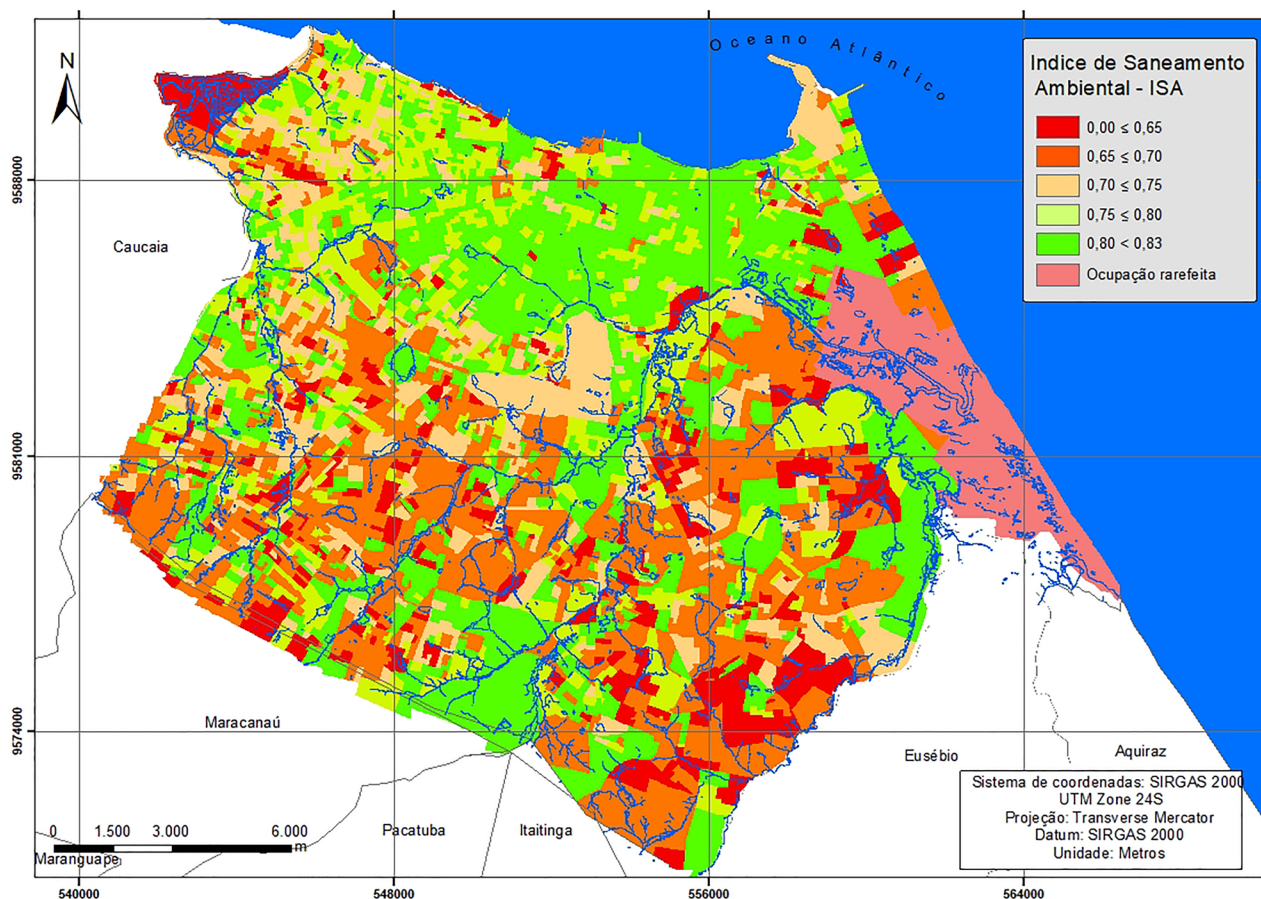 Oceano Atlântico
N
Indice de Saneamento
Ambiental - ISA
0,00 ≤ 0,65
0,65 ≤ 0,70
0,70 ≤ 0,75
0,75 ≤ 0,80
0,80 < 0,83
Ocupação rarefeita
9588000
Caucaia
9581000
9574000
Maracanaú
Eusébio
Aquiraz
Pacatuba
Itaitinga
Maranguape
0 1.500 3.000 6.000
m
Sistema de coordenadas: SIRGAS 2000
UTM Zone 24S
Projeção: Transverse Mercator
Datum: SIRGAS 2000
Unidade: Metros
540000 548000 556000 564000